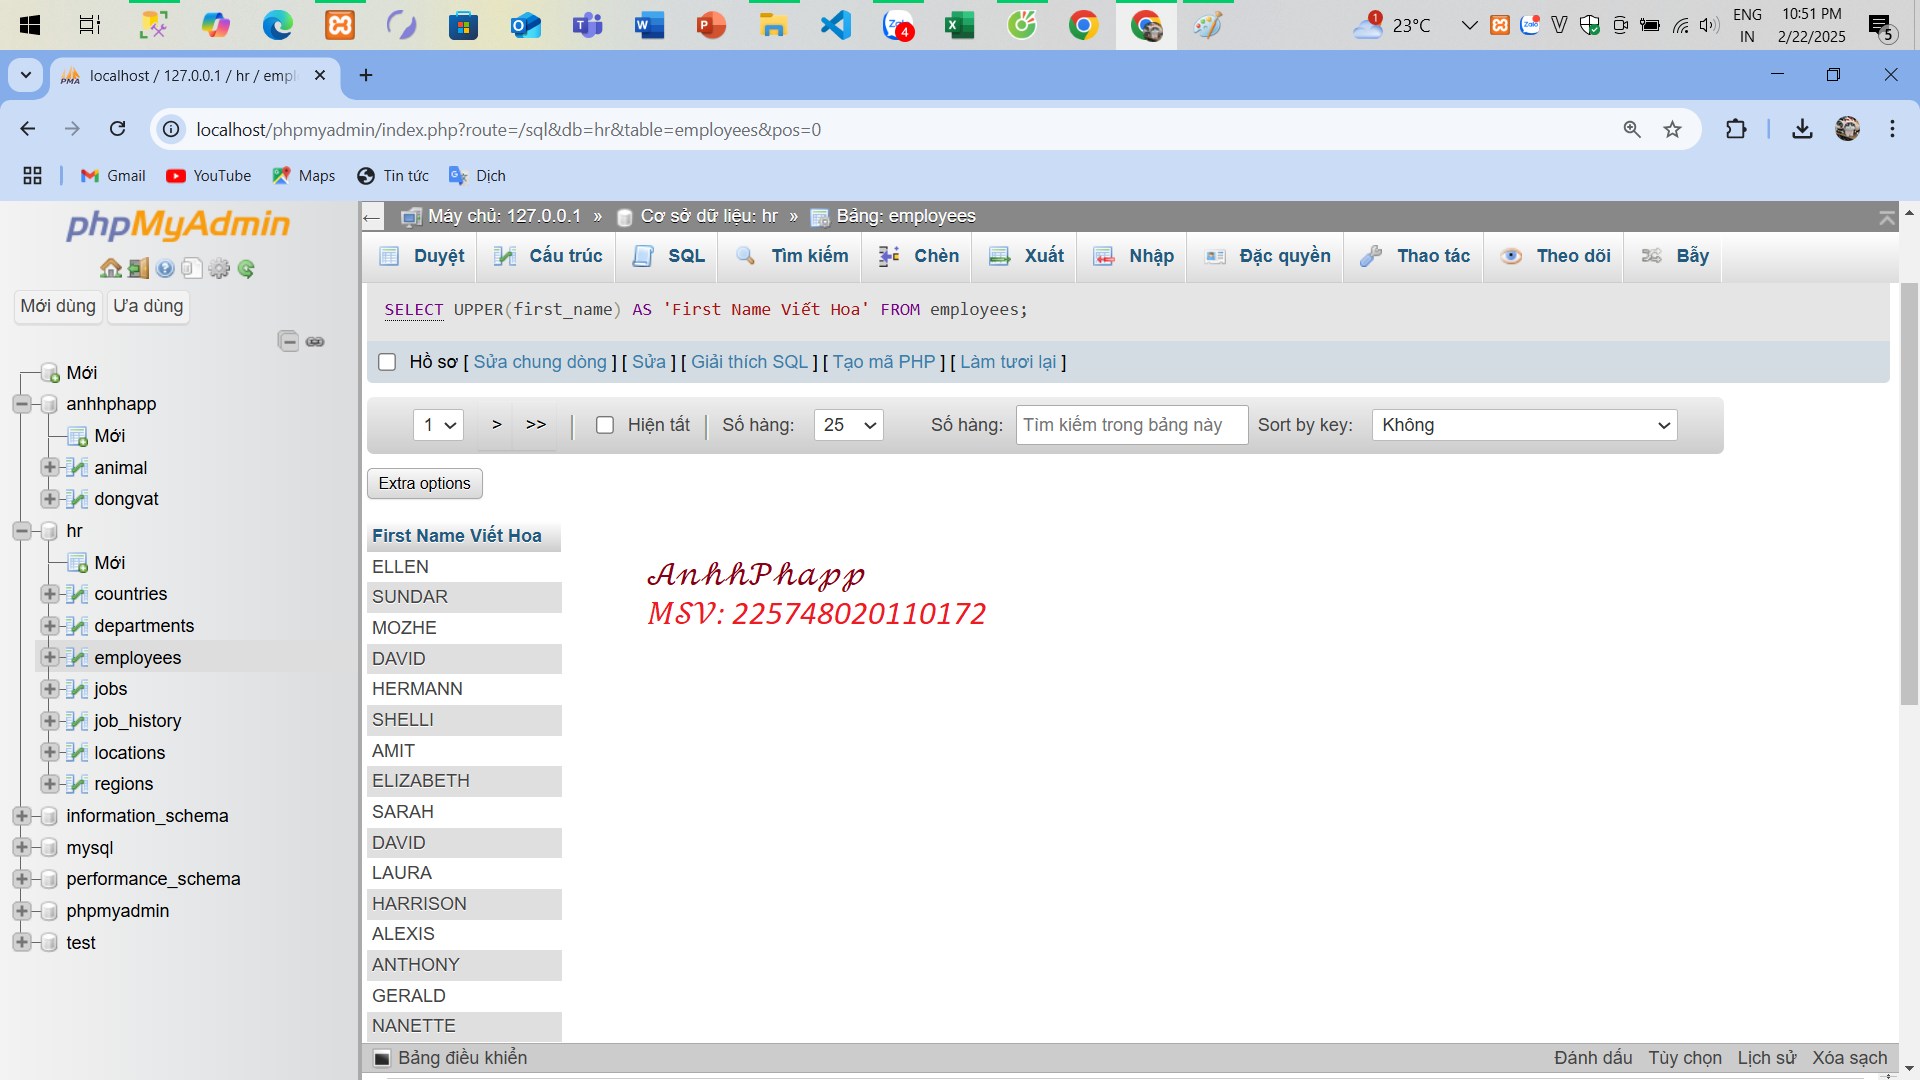 4
1
23°C
Zalo
ENG
IN
10:51 PM
2/22/2025
5
PMA
localhost / 127.0.0.1 / hr / empl
localhost/phpmyadmin/index.php?route=/sql&db=hr&table=employees&pos=0
Gmail
YouTube
Maps
Tin tức
Dịch
phpMyAdmin
Mới dùng
Ưa dùng
Mới
anhhphapp
Mới
animal
dongvat
hr
Mới
countries
departments
employees
jobs
job_history
locations
regions
information_schema
mysql
performance_schema
phpmyadmin
test
Máy chủ: 127.0.0.1 » Cơ sở dữ liệu: hr » Bảng: employees
Duyệt
Cấu trúc
SQL
Tìm kiếm
Chèn
Xuất
Nhập
Đặc quyền
Thao tác
Theo dõi
Bẫy
SELECT UPPER(first_name) AS 'First Name Viết Hoa' FROM employees;
Hồ sơ [ Sửa chung dòng ] [ Sửa ] [ Giải thích SQL ] [ Tạo mã PHP ] [ Làm tươi lại ]
1 > >> | Hiện tất | Số hàng: 25 Số hàng: Tìm kiếm trong bảng này Sort by key: Không
Extra options
First Name Viết Hoa
ELLEN
SUNDAR
MOZHE
DAVID
HERMANN
SHELLI
AMIT
ELIZABETH
SARAH
DAVID
LAURA
HARRISON
ALEXIS
ANTHONY
GERALD
NANETTE
AnhhPhapp
MSV: 225748020110172
Bảng điều khiển
Đánh dấu
Tùy chọn
Lịch sử
Xóa sạch